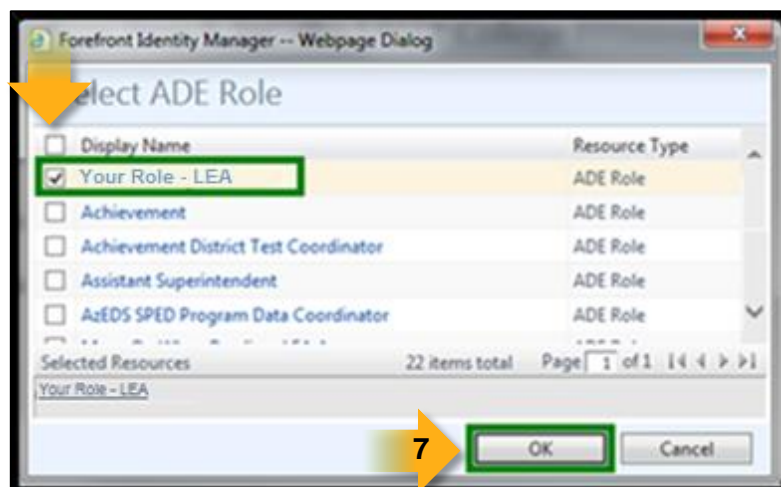 Forefront Identity Manager -- Webpage Dialog
elect ADE Role
Display Name Resource Type
Your Role - LEA ADE Role
Achievement ADE Role
Achievement District Test Coordinator ADE Role
Assistant Superintendent ADE Role
AzEDS SPED Program Data Coordinator ADE Role
Selected Resources 22 items total Page 1 of 1
Your Role - LEA
7 OK Cancel